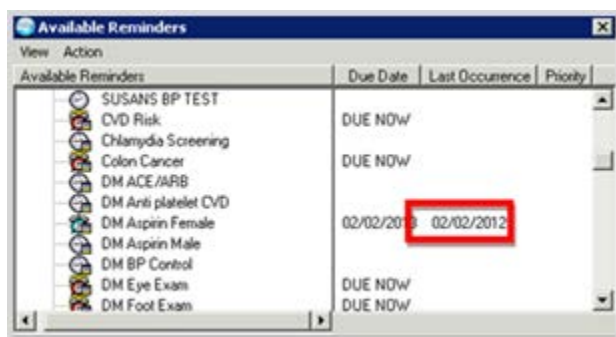 Available Reminders
View Action
Available Reminders Due Date Last Occurrence Priority
SUSANS BP TEST
CVD Risk DUE NOW
Chlamydia Screening
Colon Cancer DUE NOW
DM ACE/ARB
DM Anti platelet CVD
DM Aspirin Female 02/02/2013 02/02/2012
DM Aspirin Male
DM BP Control
DM Eye Exam DUE NOW
DM Foot Exam DUE NOW